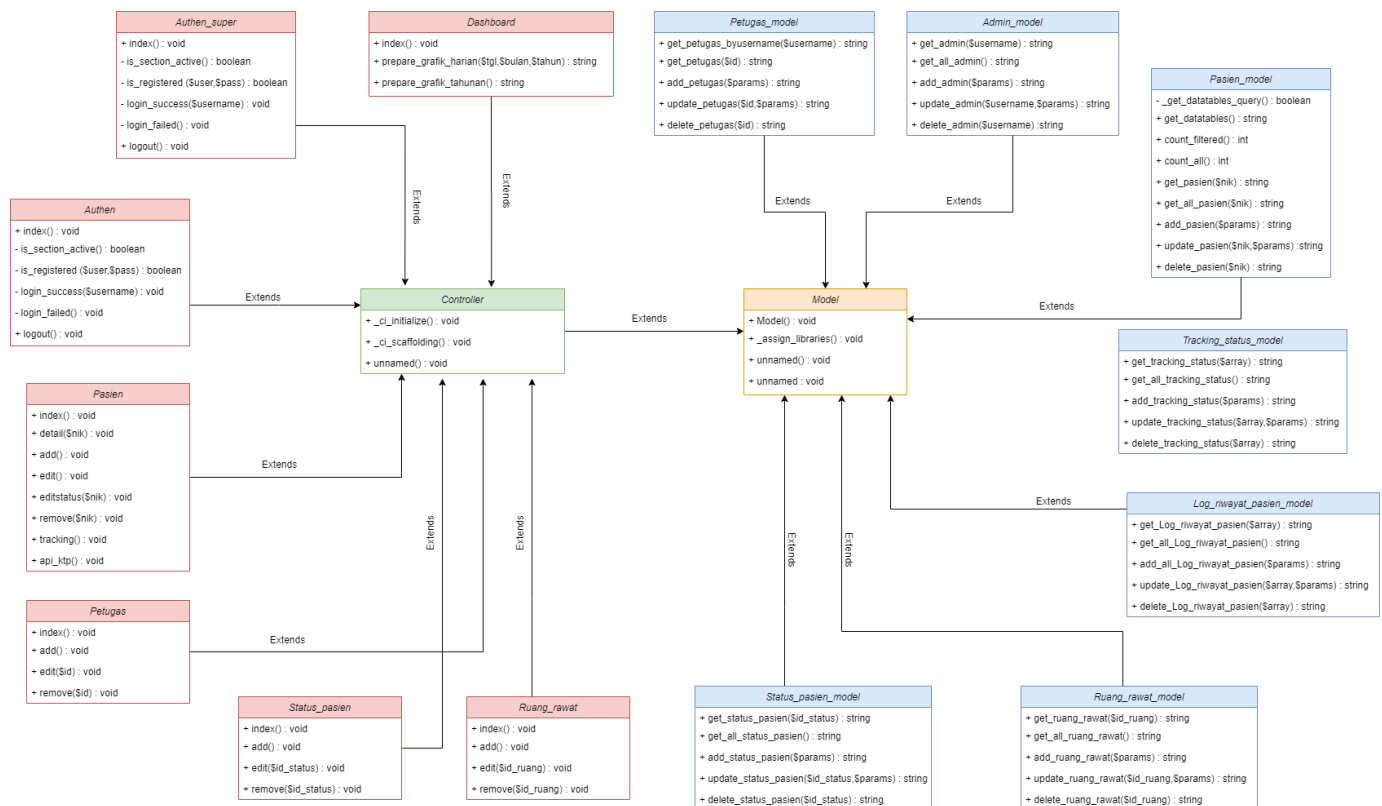 Authen_super
+ index() : void
- is_section_active() : boolean
- is_registered ($user,$pass) : boolean
- login_success($username) : void
- login_failed() : void
+ logout() : void
Dashboard
+ index() : void
+ prepare_grafik_harian($tgl,$bulan,$tahun) : string
+ prepare_grafik_tahunan() : string
Petugas_model
+ get_petugas_byusername($username) : string
+ get_petugas($id) : string
+ add_petugas($params) : string
+ update_petugas($id,$params) : string
+ delete_petugas($id) : string
Admin_model
+ get_admin($username) : string
+ get_all_admin() : string
+ add_admin($params) : string
+ update_admin($username,$params) : string
+ delete_admin($username) :string
Pasien_model
- _get_datatables_query() : boolean
+ get_datatables() : string
+ count_filtered() : int
+ count_all() : int
+ get_pasien($nik) : string
+ get_all_pasien($nik) : string
+ add_pasien($params) : string
+ update_pasien($nik,$params) :string
+ delete_pasien($nik) : string
Extends
Extends
Extends
Extends
Authen
+ index() : void
- is_section_active() : boolean
- is_registered ($user,$pass) : boolean
- login_success($username) : void
- login_failed() : void
+ logout() : void
Extends
Controller
+ _ci_initialize() : void
+ _ci_scaffolding() : void
+ unnamed() : void
Extends
Model
+ Model() : void
+ _assign_libraries() : void
+ unnamed() : void
+ unnamed : void
Extends
Tracking_status_model
+ get_tracking_status($array) : string
+ get_all_tracking_status() : string
+ add_tracking_status($params) : string
+ update_tracking_status($array,$params) : string
+ delete_tracking_status($array) : string
Pasien
+ index() : void
+ detail($nik) : void
+ add() : void
+ edit() : void
+ editstatus($nik) : void
+ remove($nik) : void
+ tracking() : void
+ api_ktp() : void
Extends
Extends
Extends
Extends
Extends
Extends
Log_riwayat_pasien_model
+ get_Log_riwayat_pasien($array) : string
+ get_all_Log_riwayat_pasien() : string
+ add_all_Log_riwayat_pasien($params) : string
+ update_Log_riwayat_pasien($array,$params) : string
+ delete_Log_riwayat_pasien($array) : string
Petugas
+ index() : void
+ add() : void
+ edit($id) : void
+ remove($id) : void
Extends
Status_pasien
+ index() : void
+ add() : void
+ edit($id_status) : void
+ remove($id_status) : void
Ruang_rawat
+ index() : void
+ add() : void
+ edit($id_ruang) : void
+ remove($id_ruang) : void
Status_pasien_model
+ get_status_pasien($id_status) : string
+ get_all_status_pasien() : string
+ add_status_pasien($params) : string
+ update_status_pasien($id_status,$params) : string
+ delete_status_pasien($id_status) : string
Ruang_rawat_model
+ get_ruang_rawat($id_ruang) : string
+ get_all_ruang_rawat() : string
+ add_ruang_rawat($params) : string
+ update_ruang_rawat($id_ruang,$params) : string
+ delete_ruang_rawat($id_ruang) : string